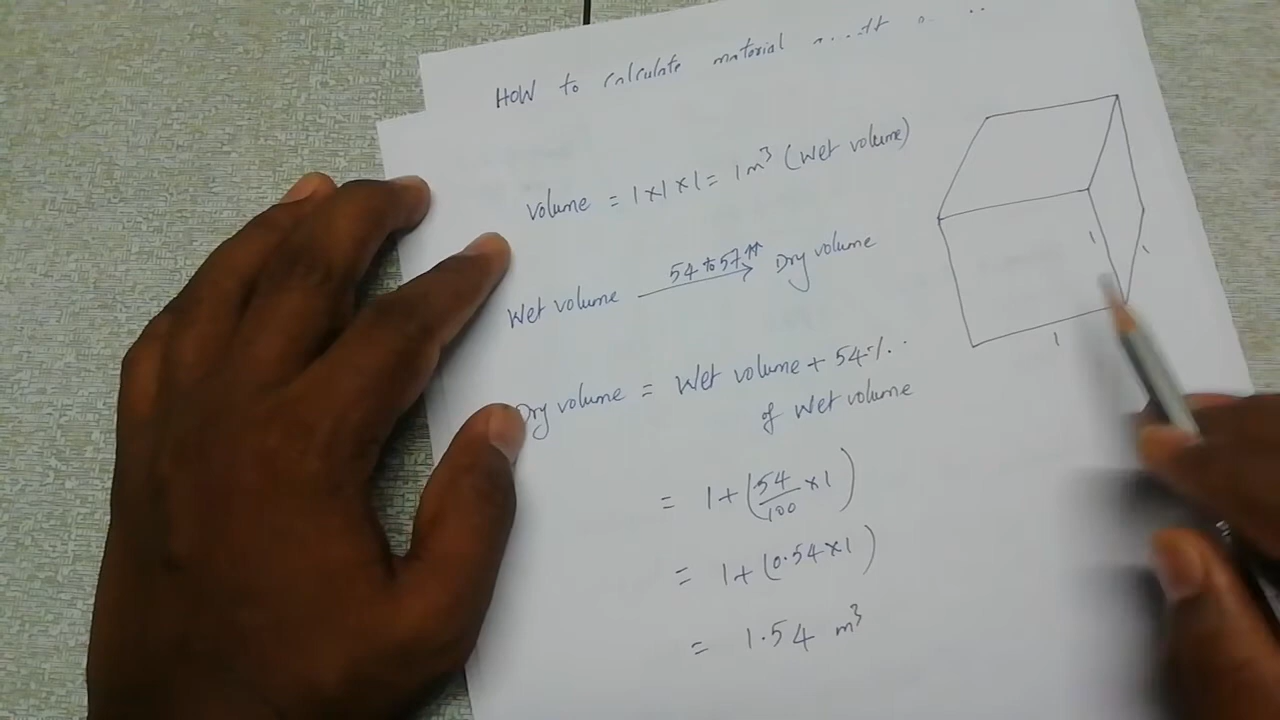 HOW to calculate material
volume = 1 x 1 x 1 = 1 m³ (Wet volume)
54 to 57 %
Wet volume → Dry volume
Dry volume = Wet volume + 54%.
of Wet volume
= 1 + (54/100 x 1)
= 1 + (0.54 x 1)
= 1.54 m³
1
1
1